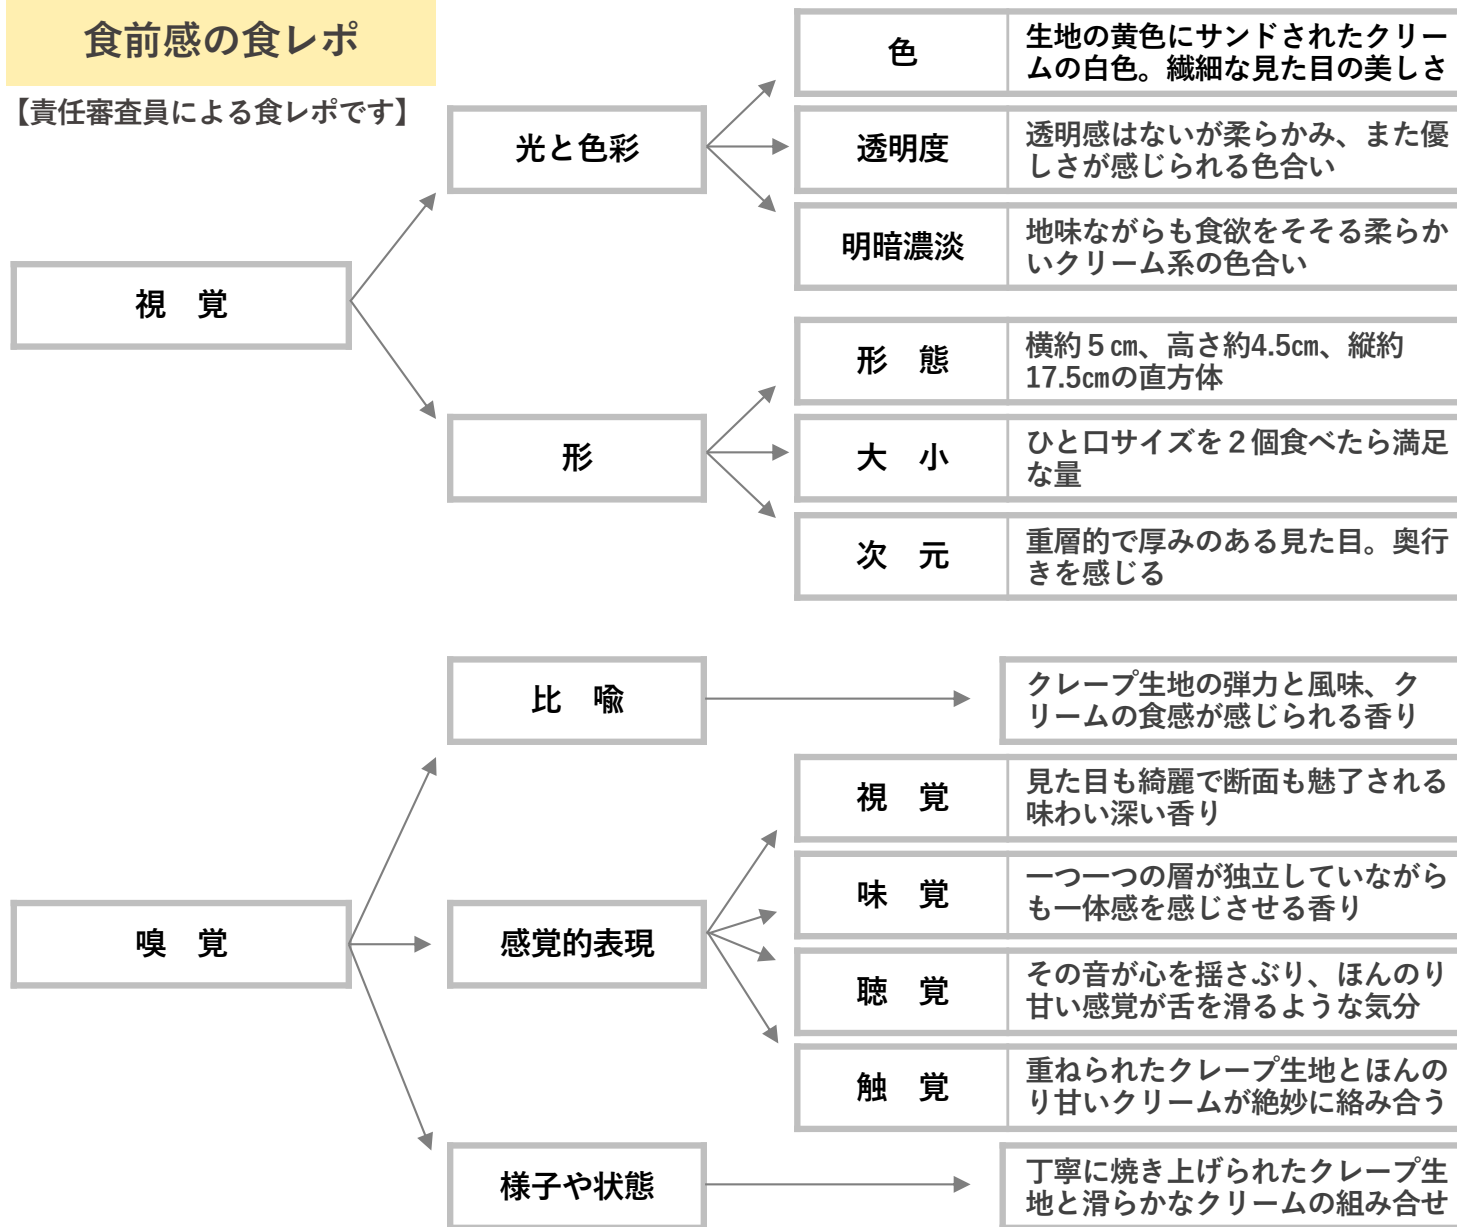 食前感の食レポ
【責任審査員による食レポです】
視　覚
光と色彩
色
生地の黄色にサンドされたクリー
ムの白色。繊細な見た目の美しさ
透明度
透明感はないが柔らかみ、また優
しさが感じられる色合い
明暗濃淡
地味ながらも食欲をそそる柔らか
いクリーム系の色合い
形
形　態
横約５㎝、高さ約4.5㎝、縦約
17.5㎝の直方体
大　小
ひと口サイズを２個食べたら満足
な量
次　元
重層的で厚みのある見た目。奥行
きを感じる
嗅　覚
比　喩
クレープ生地の弾力と風味、ク
リームの食感が感じられる香り
感覚的表現
視　覚
見た目も綺麗で断面も魅了される
味わい深い香り
味　覚
一つ一つの層が独立していながら
も一体感を感じさせる香り
聴　覚
その音が心を揺さぶり、ほんのり
甘い感覚が舌を滑るような気分
触　覚
重ねられたクレープ生地とほんの
り甘いクリームが絶妙に絡み合う
様子や状態
丁寧に焼き上げられたクレープ生
地と滑らかなクリームの組み合せ